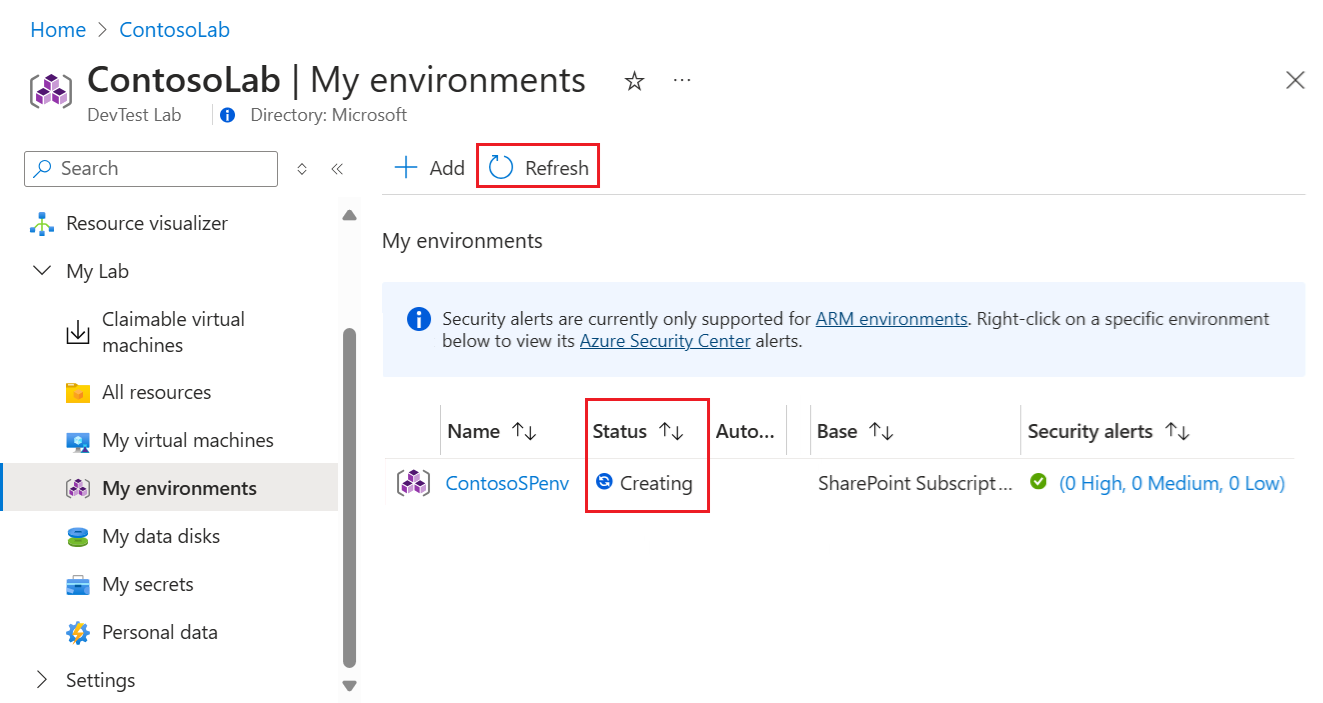 Home > ContosoLab
ContosoLab | My environments
DevTest Lab
Directory: Microsoft
Search
Resource visualizer
My Lab
Claimable virtual
machines
All resources
My virtual machines
My environments
My data disks
My secrets
Personal data
Settings
Add
Refresh
My environments
Security alerts are currently only supported for ARM environments. Right-click on a specific environment
below to view its Azure Security Center alerts.
Name Status Auto... Base Security alerts
ContosoSPenv Creating SharePoint Subscript... (0 High, 0 Medium, 0 Low)